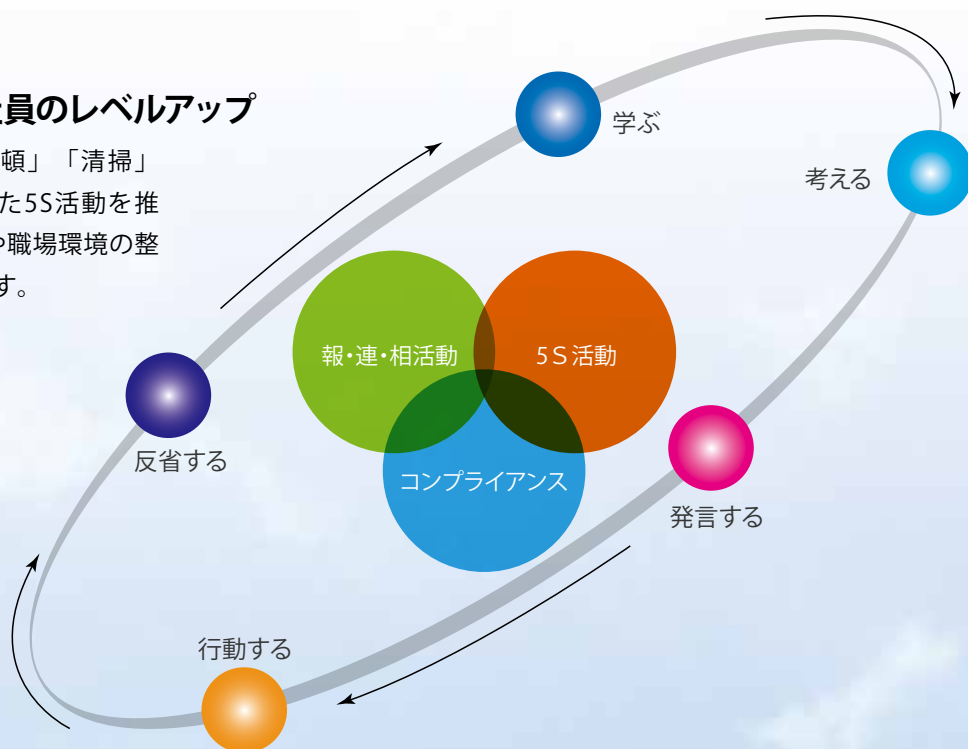 員のレベルアップ
頓」「清掃」
た5S活動を推
職場環境の整
す。
学ぶ
考える
報・連・相活動
5S活動
コンプライアンス
反省する
発言する
行動する